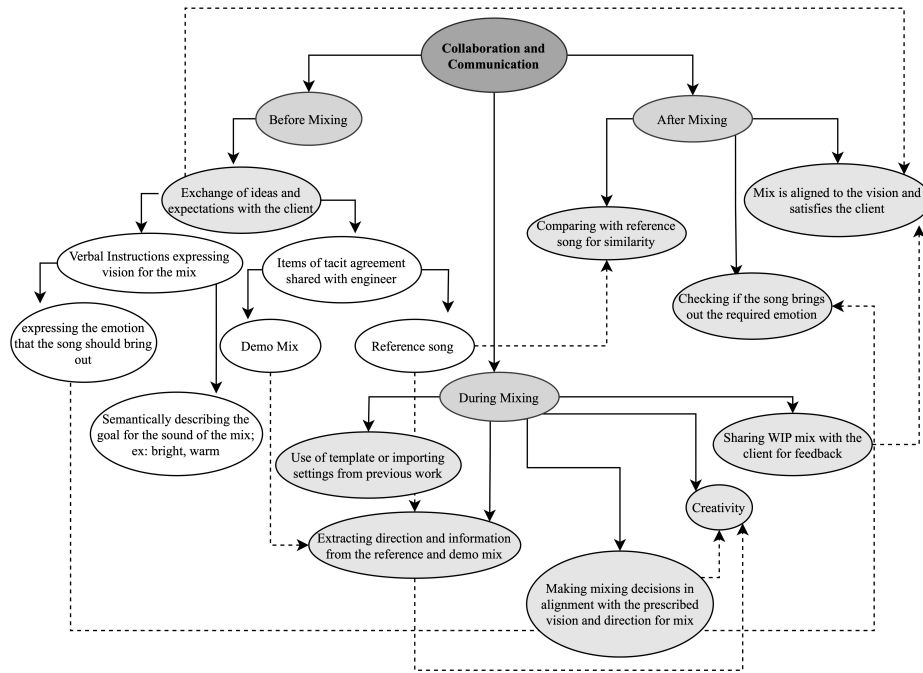 Collaboration and
Communication
Before Mixing
After Mixing
Exchange of ideas and
expectations with the client
Mix is aligned to the vision and
satisfies the client
Comparing with reference
song for similarity
Verbal Instructions expressing
vision for the mix
Items of tacit agreement
shared with engineer
Checking if the song brings
out the required emotion
expressing the emotion
that the song should bring
out
Demo Mix
Reference song
During Mixing
Semantically describing the
goal for the sound of the mix;
ex: bright, warm
Sharing WIP mix with the
client for feedback
Use of template or importing
settings from previous work
Creativity
Extracting direction and information
from the reference and demo mix
Making mixing decisions in
alignment with the prescribed
vision and direction for mix